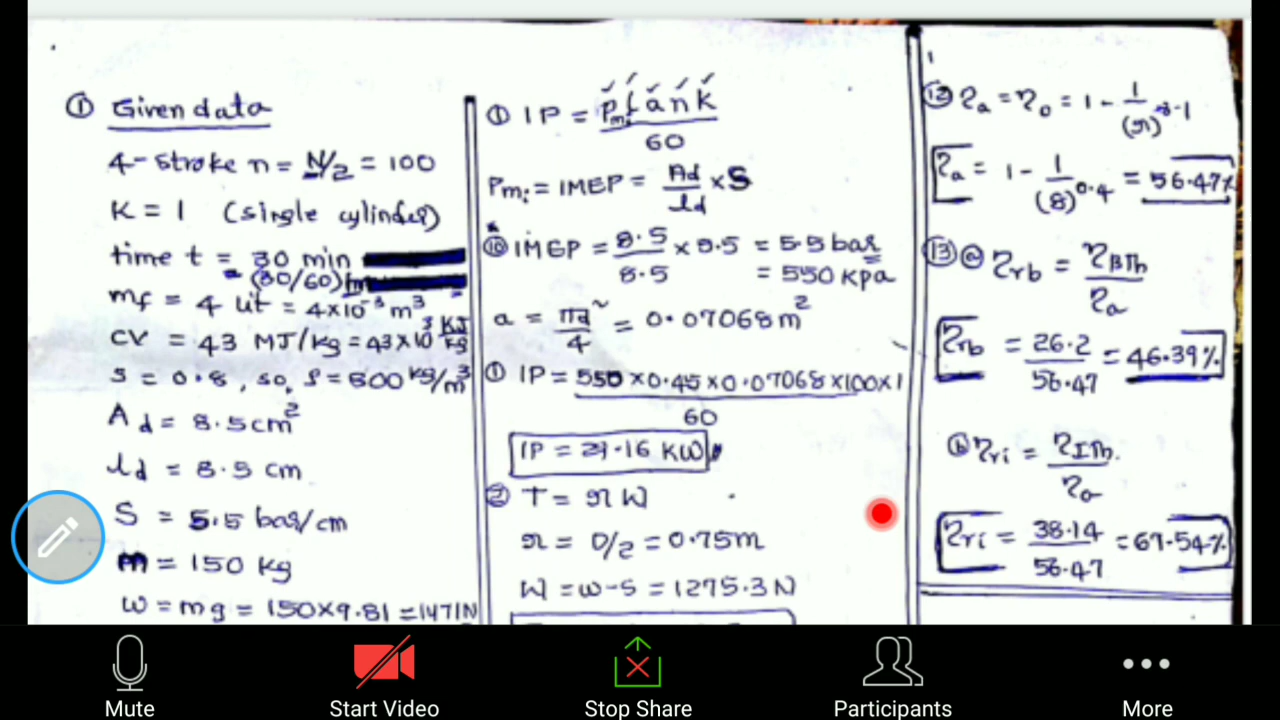 ① Given data
4-stroke n = N/2 = 100
K = 1 (single cylinder)
time t = 30 min
= (30/60) hr
mf = 4 lit = 4×10⁻³ m³
CV = 43 MJ/kg = 43×10³ KJ/kg
S = 0.8, so, ρ = 800 kg/m³
Ad = 8.5 cm²
ld = 8.5 cm
S = 5.5 bar/cm
m = 150 kg
W = mg = 150×9.81 = 1471N
① IP = Pmi l a n k / 60
Pmi = IMEP = Ad/ld × S
⑩ IMEP = 8.5/8.5 × 5.5 = 5.5 bar
= 550 kpa
a = πd²/4 = 0.07068 m²
① IP = 550×0.45×0.07068×100×1 / 60
IP = 29.16 KW
② T = r W
r = D/2 = 0.75m
W = w-s = 1275.3 N
⑫ ηa = η0 = 1 - 1/(r)^γ-1
ηa = 1 - 1/(8)^0.4 = 56.47%
⑬ ⓐ ηrb = ηBTh/ηa
ηrb = 26.2/56.47 = 46.39%
ⓑ ηri = ηITh/ηa
ηri = 38.14/56.47 = 67.54%
Mute
Start Video
Stop Share
Participants
More